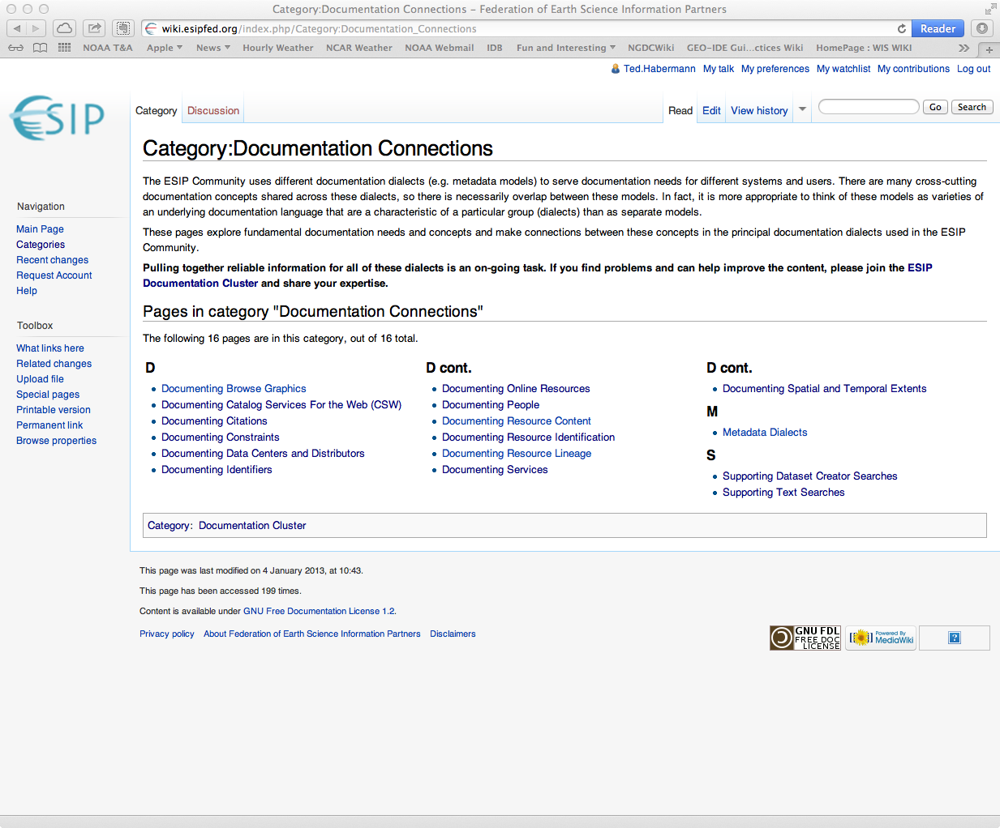 Category:Documentation Connections – Federation of Earth Science Information Partners
wiki.esipfed.org/index.php/Category:Documentation_Connections
Reader
NOAA T&A Apple News Hourly Weather NCAR Weather NOAA Webmail IDB Fun and Interesting NGDCWiki GEO-IDE Gui...ctices Wiki HomePage : WIS WIKI
Ted.Habermann My talk My preferences My watchlist My contributions Log out
ESIP
Category Discussion
Read Edit View history
Go Search
Category:Documentation Connections
The ESIP Community uses different documentation dialects (e.g. metadata models) to serve documentation needs for different systems and users. There are many cross-cutting
documentation concepts shared across these dialects, so there is necessarily overlap between these models. In fact, it is more appropriate to think of these models as varieties of
an underlying documentation language that are a characteristic of a particular group (dialects) than as separate models.
These pages explore fundamental documentation needs and concepts and make connections between these concepts in the principal documentation dialects used in the ESIP
Community.
Pulling together reliable information for all of these dialects is an on-going task. If you find problems and can help improve the content, please join the ESIP
Documentation Cluster and share your expertise.
Navigation
Main Page
Categories
Recent changes
Request Account
Help
Toolbox
What links here
Related changes
Upload file
Special pages
Printable version
Permanent link
Browse properties
Pages in category "Documentation Connections"
The following 16 pages are in this category, out of 16 total.
D
Documenting Browse Graphics
Documenting Catalog Services For the Web (CSW)
Documenting Citations
Documenting Constraints
Documenting Data Centers and Distributors
Documenting Identifiers
D cont.
Documenting Online Resources
Documenting People
Documenting Resource Content
Documenting Resource Identification
Documenting Resource Lineage
Documenting Services
D cont.
Documenting Spatial and Temporal Extents
M
Metadata Dialects
S
Supporting Dataset Creator Searches
Supporting Text Searches
Category: Documentation Cluster
This page was last modified on 4 January 2013, at 10:43.
This page has been accessed 199 times.
Content is available under GNU Free Documentation License 1.2.
Privacy policy About Federation of Earth Science Information Partners Disclaimers
GNU FDL
FREE DOC
LICENSE
Powered By
MediaWiki
?